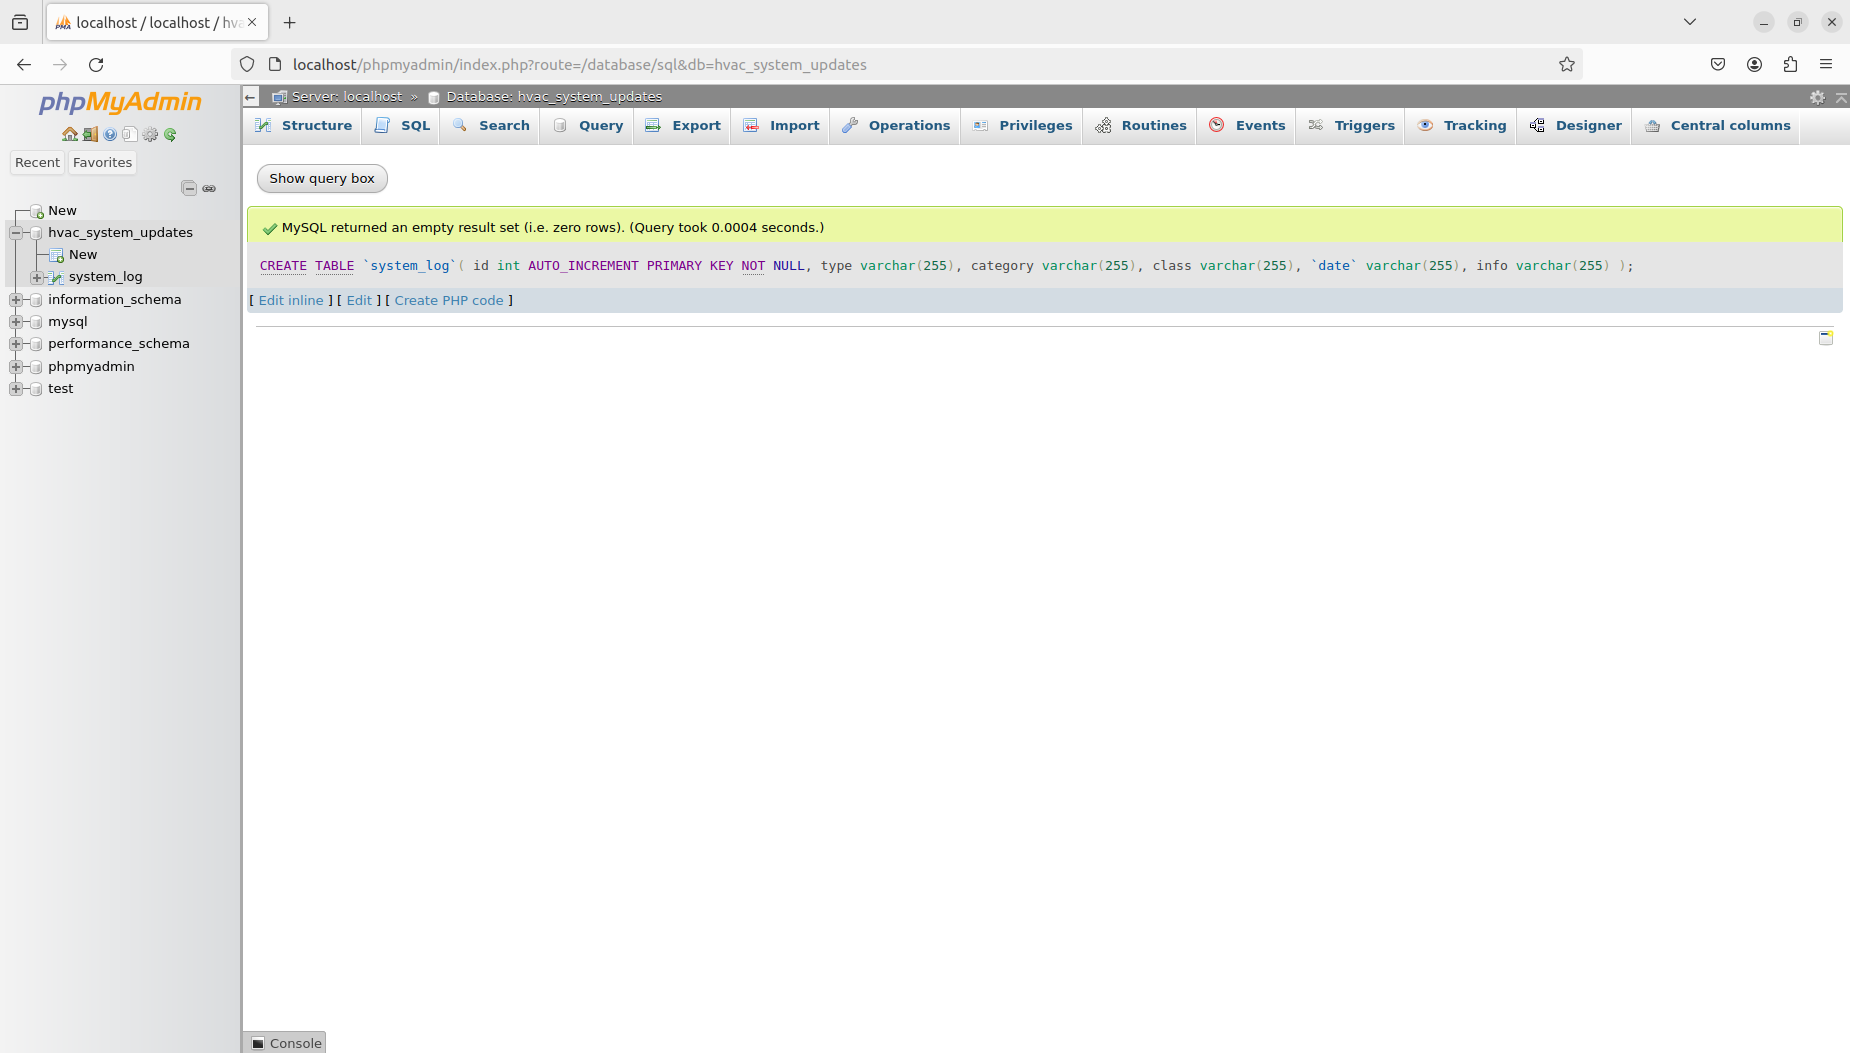 localhost / localhost / hva
localhost/phpmyadmin/index.php?route=/database/sql&db=hvac_system_updates
phpMyAdmin
Recent
Favorites
New
hvac_system_updates
New
system_log
information_schema
mysql
performance_schema
phpmyadmin
test
Server: localhost » Database: hvac_system_updates
Structure SQL Search Query Export Import Operations Privileges Routines Events Triggers Tracking Designer Central columns
Show query box
MySQL returned an empty result set (i.e. zero rows). (Query took 0.0004 seconds.)
CREATE TABLE `system_log`( id int AUTO_INCREMENT PRIMARY KEY NOT NULL, type varchar(255), category varchar(255), class varchar(255), `date` varchar(255), info varchar(255) );
[ Edit inline ] [ Edit ] [ Create PHP code ]
Console